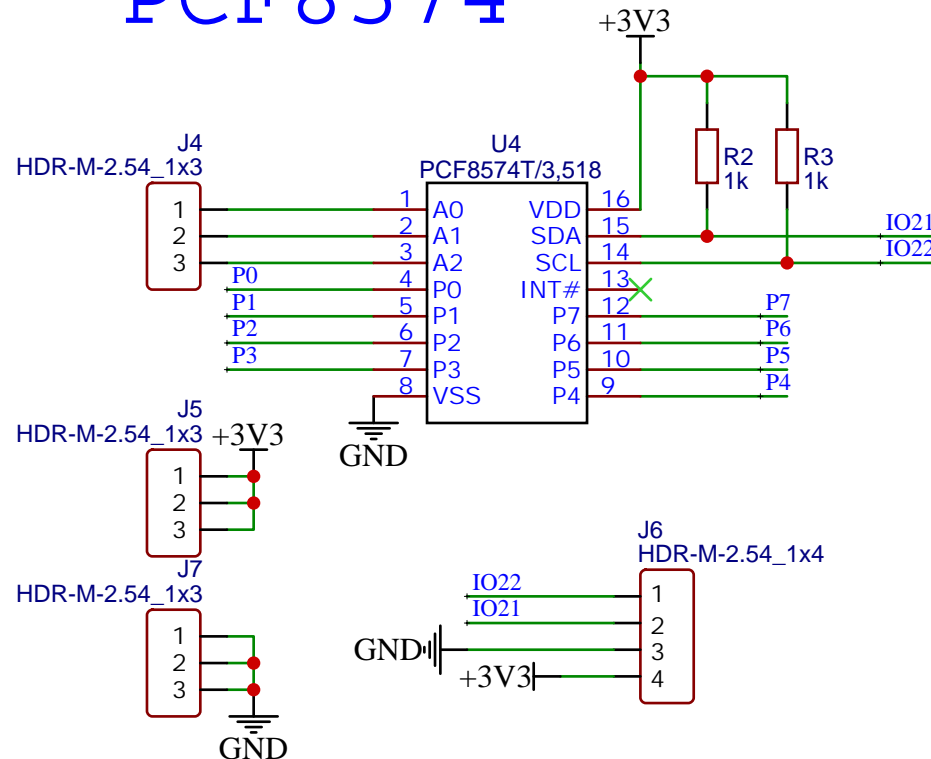 PCF8574
+3V3
J4
HDR-M-2.54_1x3
1
2
3
U4
PCF8574T/3,518
1 A0
2 A1
3 A2
4 P0
5 P1
6 P2
7 P3
8 VSS
VDD 16
SDA 15
SCL 14
INT# 13
P7 12
P6 11
P5 10
P4 9
R2
1k
R3
1k
IO21
IO22
P0
P1
P2
P3
P7
P6
P5
P4
GND
J5
HDR-M-2.54_1x3
+3V3
1
2
3
J7
HDR-M-2.54_1x3
1
2
3
GND
J6
HDR-M-2.54_1x4
IO22
IO21
GND
+3V3
1
2
3
4